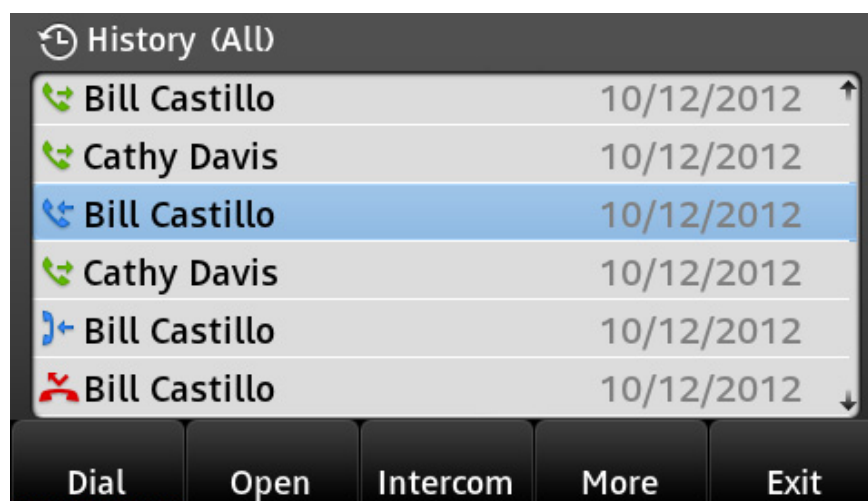 History (All)
Bill Castillo 10/12/2012
Cathy Davis 10/12/2012
Bill Castillo 10/12/2012
Cathy Davis 10/12/2012
Bill Castillo 10/12/2012
Bill Castillo 10/12/2012
Dial Open Intercom More Exit